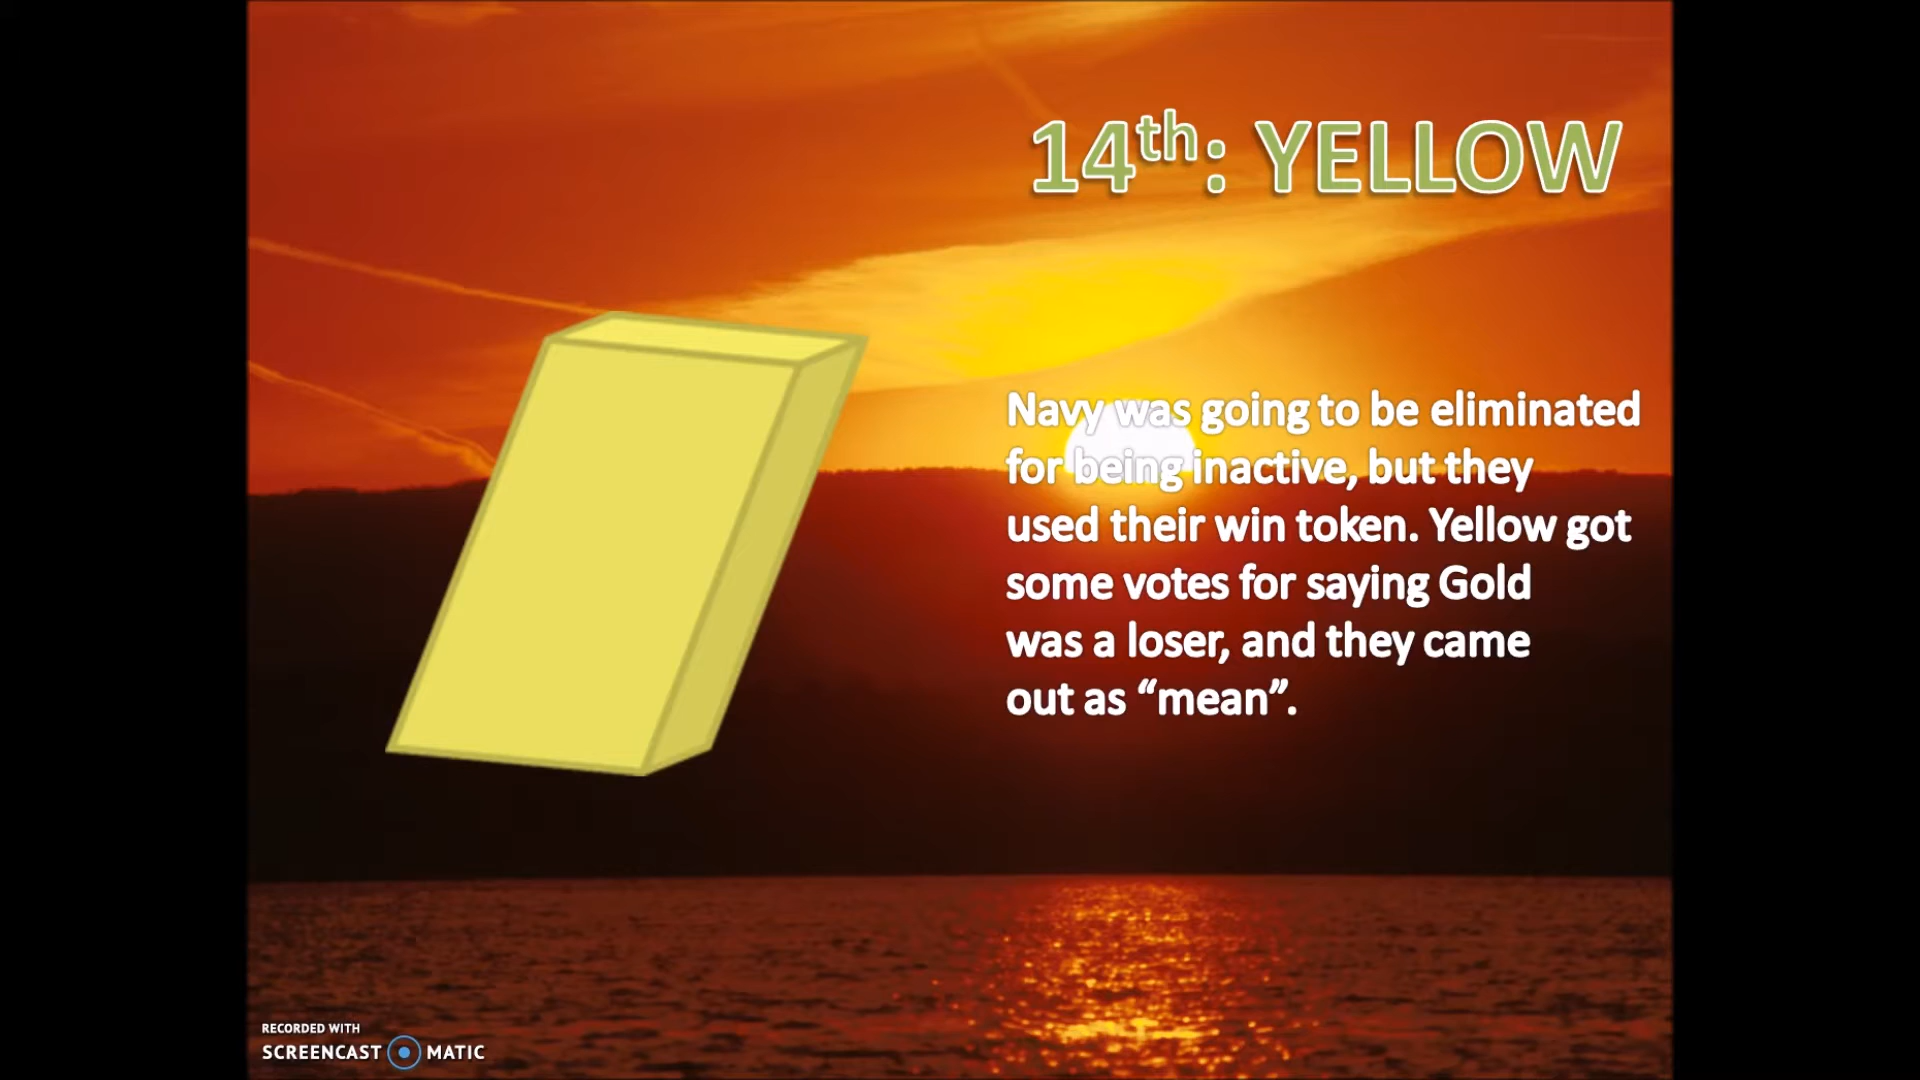 14th: YELLOW
Navy was going to be eliminated
for being inactive, but they
used their win token. Yellow got
some votes for saying Gold
was a loser, and they came
out as “mean”.
RECORDED WITH
SCREENCAST MATIC